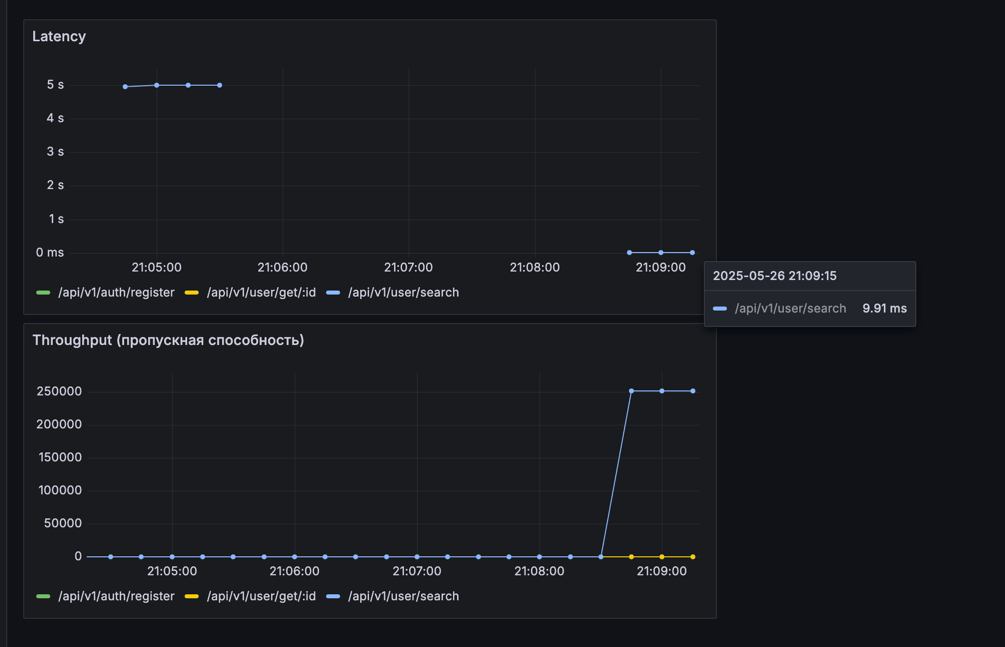 Latency
5 s
4 s
3 s
2 s
1 s
0 ms
21:05:00 21:06:00 21:07:00 21:08:00 21:09:00
/api/v1/auth/register /api/v1/user/get/:id /api/v1/user/search
2025-05-26 21:09:15
/api/v1/user/search 9.91 ms
Throughput (пропускная способность)
250000
200000
150000
100000
50000
0
21:05:00 21:06:00 21:07:00 21:08:00 21:09:00
/api/v1/auth/register /api/v1/user/get/:id /api/v1/user/search